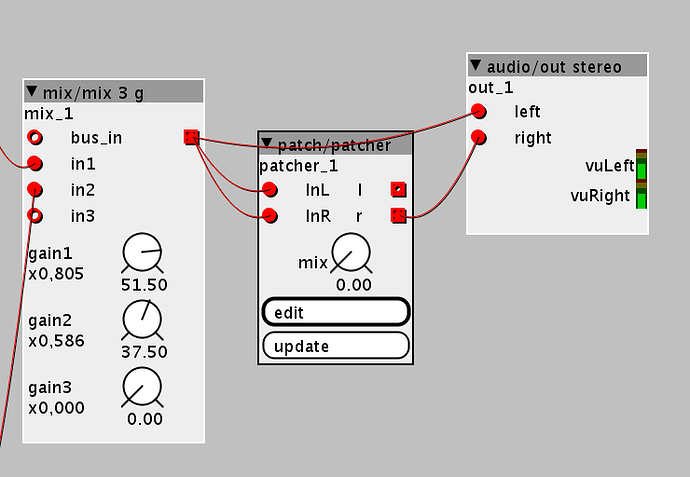 mix/mix 3 g
mix_1
bus_in
in1
in2
in3
gain1
x0,805
51.50
gain2
x0,586
37.50
gain3
x0,000
0.00
patch/patcher
patcher_1
InL l
InR r
mix
0.00
edit
update
audio/out stereo
out_1
left
right
vuLeft
vuRight